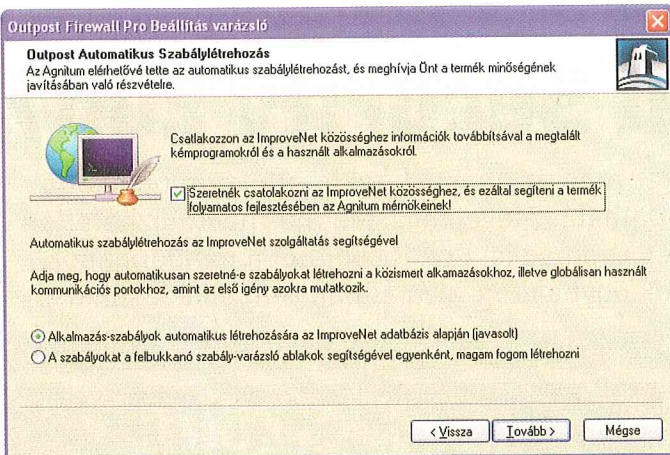 Outpost Firewall Pro Beállítás varázsló
Outpost Automatikus Szabálylétrehozás
Az Agnitum elérhetővé tette az automatikus szabálylétrehozást, és meghívja Önt a termék minőségének
javításában való részvételre.
Csatlakozzon az ImproveNet közösséghez információk továbbításával a megtalált
kémprogramokról és a használt alkalmazásokról.
Szeretnék csatolakozni az ImproveNet közösséghez, és ezáltal segíteni a termék
folyamatos fejlesztésében az Agnitum mérnökeinek!
Automatikus szabálylétrehozás az ImproveNet szolgáltatás segítségével
Adja meg, hogy automatikusan szeretné-e szabályokat létrehozni a közismert alkamazásokhoz, illetve globálisan használt
kommunikációs portokhoz, amint az első igény azokra mutatkozik.
Alkalmazás-szabályok automatikus létrehozására az ImproveNet adatbázis alapján (javasolt)
A szabályokat a felbukkanó szabály-varázsló ablakok segítségével egyenként, magam fogom létrehozni
< Vissza Tovább > Mégse